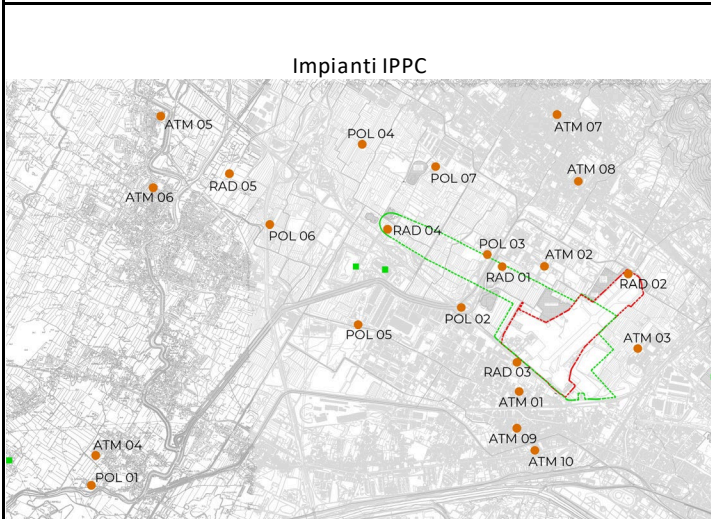 Impianti IPPC
ATM 05
ATM 07
POL 04
POL 07
ATM 08
RAD 05
ATM 06
POL 06
RAD 04
POL 03
ATM 02
RAD 01
RAD 02
POL 02
POL 05
ATM 03
RAD 03
ATM 01
ATM 09
ATM 04
ATM 10
POL 01